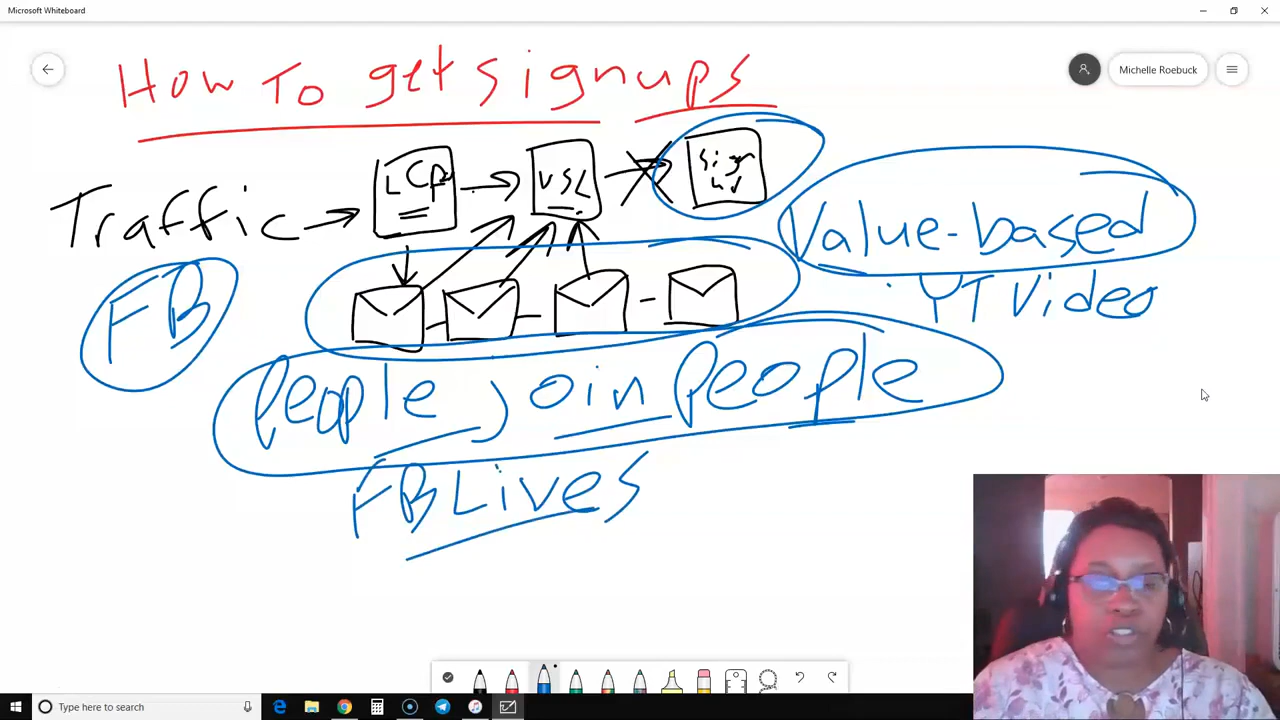 Microsoft Whiteboard
Michelle Roebuck
How To get signups
Traffic
LCP
VSL
Sign
Value-based
YT Video
FB
People join People
FB Lives
Type here to search